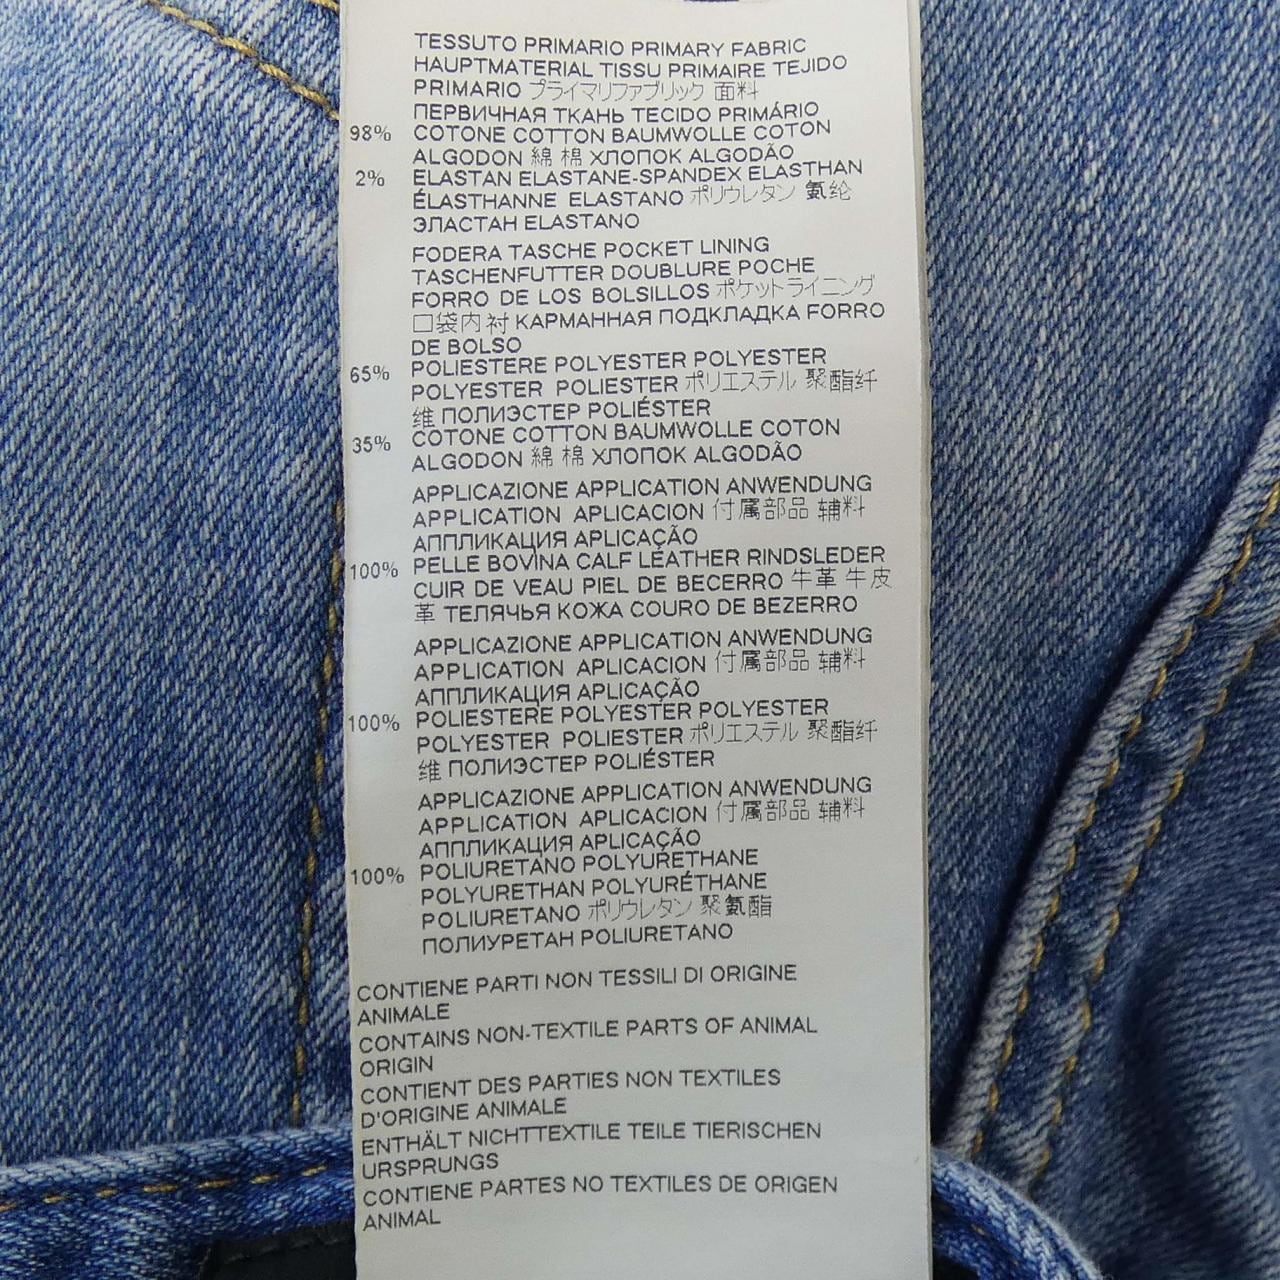 TESSUTO PRIMARIO PRIMARY FABRIC
HAUPTMATERIAL TISSU PRIMAIRE TEJIDO
PRIMARIO プライマリファブリック 面料
ПЕРВИЧНАЯ ТКАНЬ TECIDO PRIMÁRIO
98% COTONE COTTON BAUMWOLLE COTON
ALGODON 綿 棉 ХЛОПОК ALGODÃO
2% ELASTAN ELASTANE-SPANDEX ELASTHAN
ÉLASTHANNE ELASTANO ポリウレタン 氨纶
ЭЛАСТАН ELASTANO
FODERA TASCHE POCKET LINING
TASCHENFUTTER DOUBLURE POCHE
FORRO DE LOS BOLSILLOS ポケットライニング
口袋内衬 КАРМАННАЯ ПОДКЛАДКА FORRO
DE BOLSO
65% POLIESTERE POLYESTER POLYESTER
POLYESTER POLIESTER ポリエステル 聚酯纤
维 ПОЛИЭСТЕР POLIÉSTER
35% COTONE COTTON BAUMWOLLE COTON
ALGODON 綿 棉 ХЛОПОК ALGODÃO
APPLICAZIONE APPLICATION ANWENDUNG
APPLICATION APLICACION 付属部品 辅料
АППЛИКАЦИЯ APLICAÇÃO
100% PELLE BOVINA CALF LEATHER RINDSLEDER
CUIR DE VEAU PIEL DE BECERRO 牛革 牛皮
革 ТЕЛЯЧЬЯ КОЖА COURO DE BEZERRO
APPLICAZIONE APPLICATION ANWENDUNG
APPLICATION APLICACION 付属部品 辅料
АППЛИКАЦИЯ APLICAÇÃO
100% POLIESTERE POLYESTER POLYESTER
POLYESTER POLIESTER ポリエステル 聚酯纤
维 ПОЛИЭСТЕР POLIÉSTER
APPLICAZIONE APPLICATION ANWENDUNG
APPLICATION APLICACION 付属部品 辅料
АППЛИКАЦИЯ APLICAÇÃO
100% POLIURETANO POLYURETHANE
POLYURETHAN POLYURÉTHANE
POLIURETANO ポリウレタン 聚氨酯
ПОЛИУРЕТАН POLIURETANO
CONTIENE PARTI NON TESSILI DI ORIGINE
ANIMALE
CONTAINS NON-TEXTILE PARTS OF ANIMAL
ORIGIN
CONTIENT DES PARTIES NON TEXTILES
D'ORIGINE ANIMALE
ENTHÄLT NICHTTEXTILE TEILE TIERISCHEN
URSPRUNGS
CONTIENE PARTES NO TEXTILES DE ORIGEN
ANIMAL